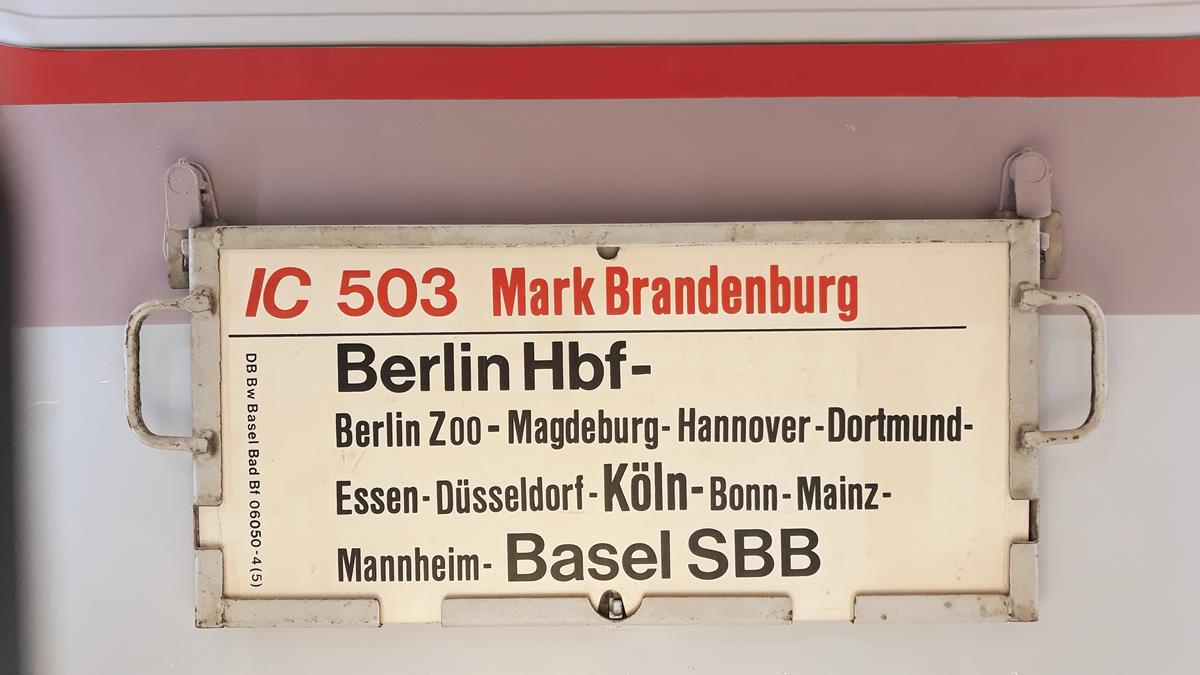 IC 503 Mark Brandenburg
Berlin Hbf-
Berlin Zoo - Magdeburg- Hannover -Dortmund-
Essen- Düsseldorf -Köln- Bonn - Mainz-
Mannheim- Basel SBB
DB Bw Basel Bad Bf 06050-4(5)